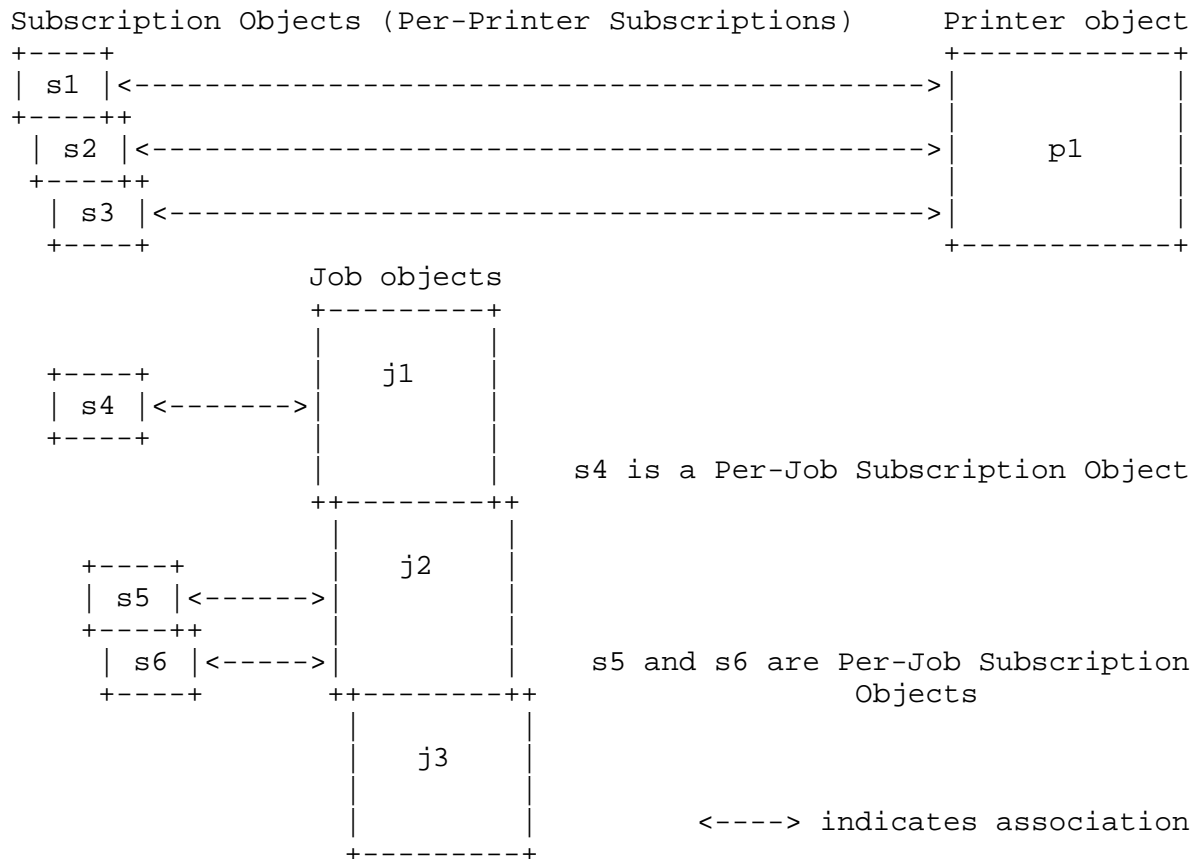 Subscription Objects (Per-Printer Subscriptions) Printer object
s1
s2 p1
s3
Job objects
j1
s4
s4 is a Per-Job Subscription Object
j2
s5
s6 s5 and s6 are Per-Job Subscription
Objects
j3
<----> indicates association